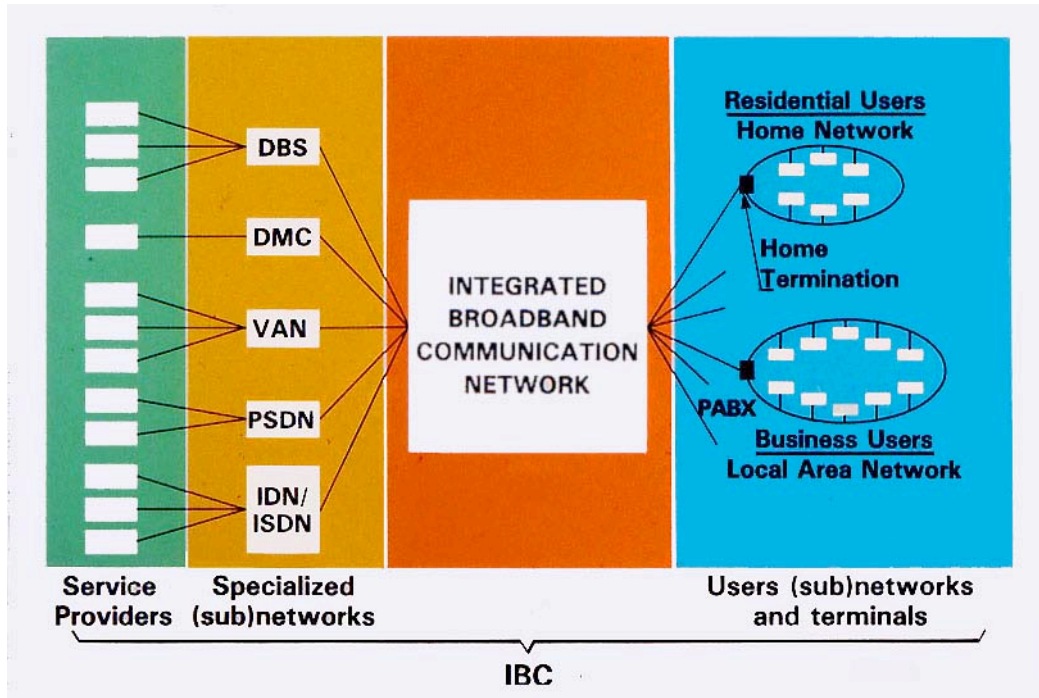 DBS
DMC
VAN
PSDN
IDN/
ISDN
INTEGRATED
BROADBAND
COMMUNICATION
NETWORK
Residential Users
Home Network
Home
Termination
PABX
Business Users
Local Area Network
Service
Providers
Specialized
(sub)networks
Users (sub)networks
and terminals
IBC